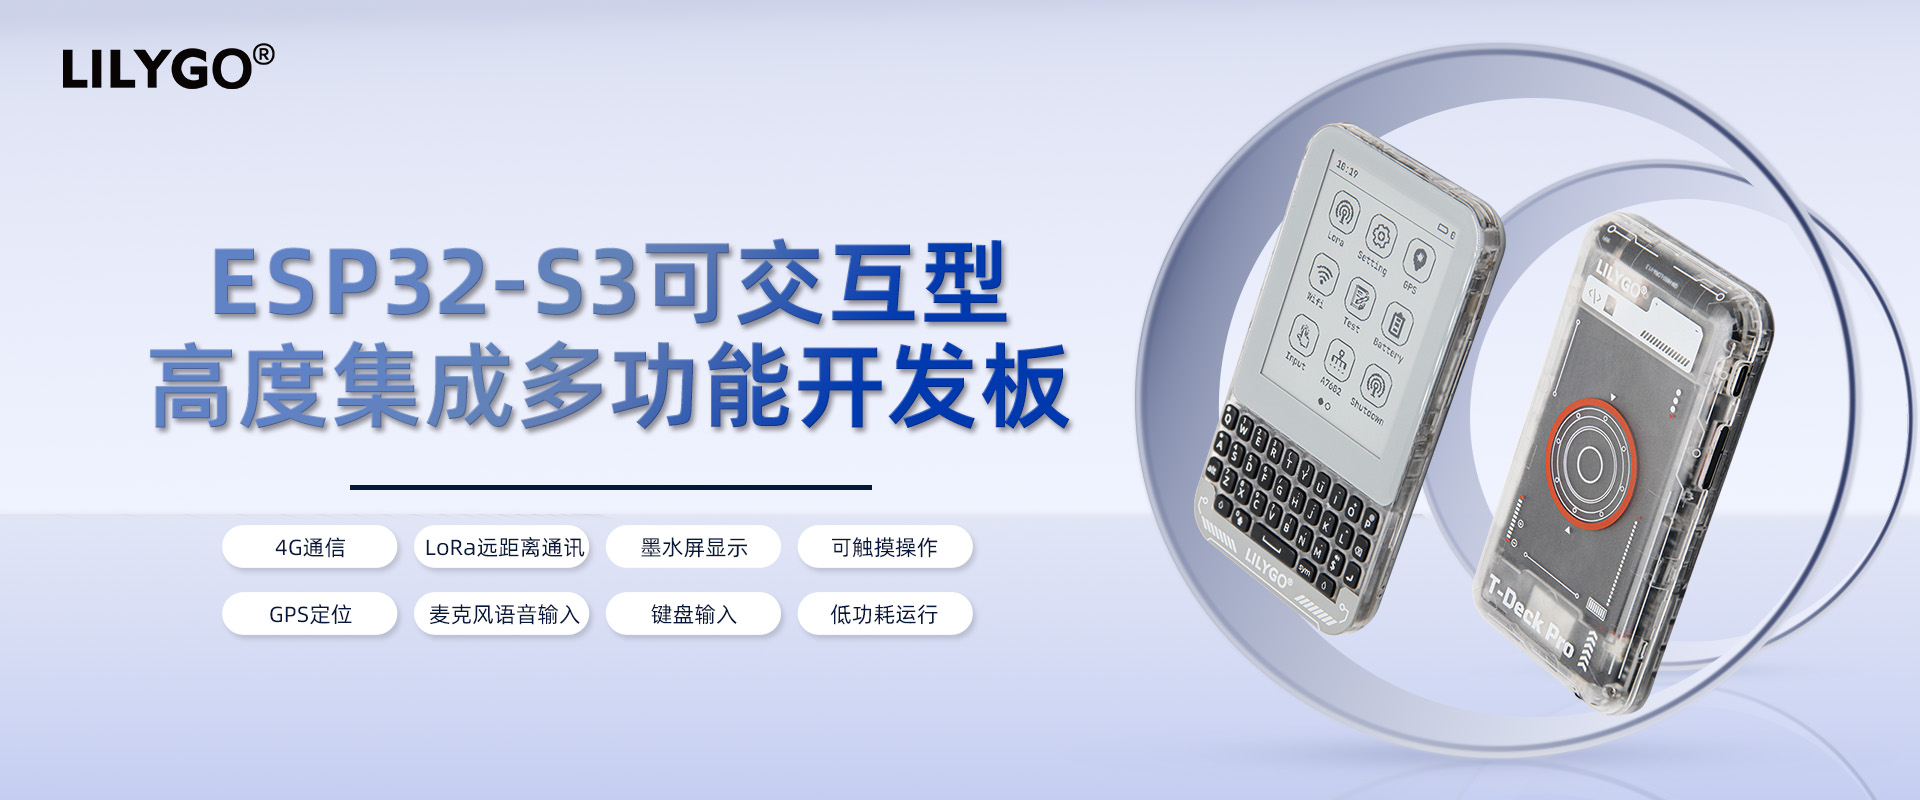 LILYGO®
ESP32-S3可交互型
高度集成多功能开发板
4G通信
LoRa远距离通讯
墨水屏显示
可触摸操作
GPS定位
麦克风语音输入
键盘输入
低功耗运行
10:19
Lora
Setting
GPS
Wifi
Test
Battery
Input
A7682
Shutdown
Q W E R T Y U I O P
A S D F G H J K L
alt Z X C V B N M $
sym
LILYGO®
LILYGO®
T-Deck Pro